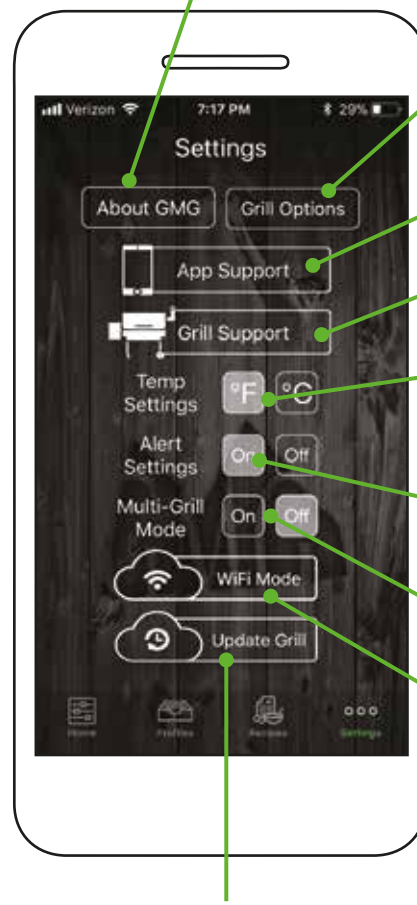 Verizon 7:17 PM 29%
Settings
About GMG Grill Options
App Support
Grill Support
Temp
Settings
°F °C
Alert
Settings
On Off
Multi-Grill
Mode
On Off
WiFi Mode
Update Grill
Home Profiles Recipes Settings